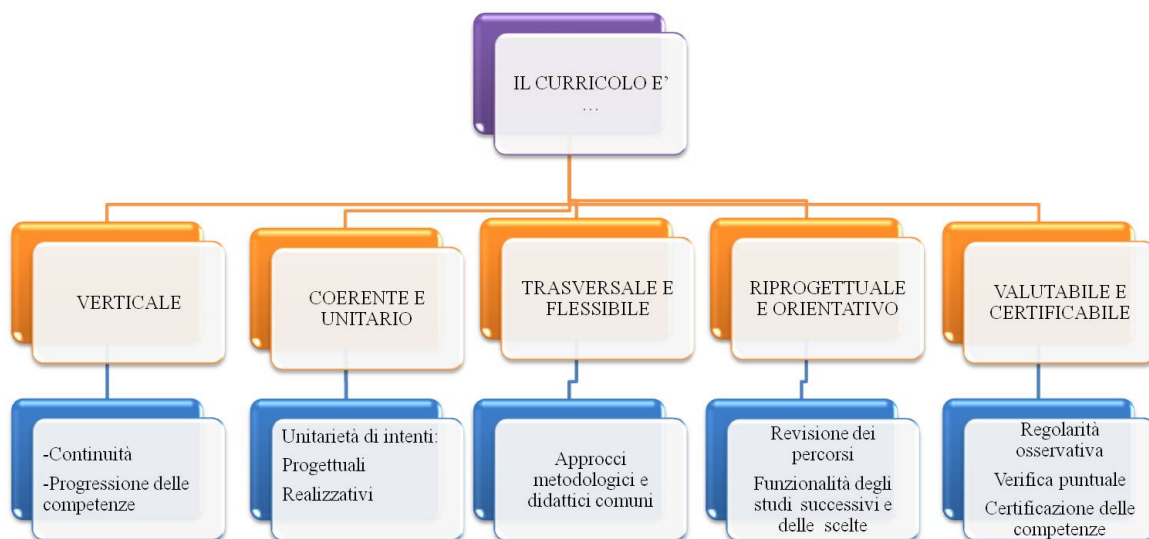 IL CURRICOLO E'
...
VERTICALE
COERENTE E
UNITARIO
TRASVERSALE E
FLESSIBILE
RIPROGETTUALE
E ORIENTATIVO
VALUTABILE E
CERTIFICABILE
-Continuità
-Progressione delle
competenze
Unitarietà di intenti:
Progettuali
Realizzativi
Approcci
metodologici e
didattici comuni
Revisione dei
percorsi
Funzionalità degli
studi successivi e
delle scelte
Regolarità
osservativa
Verifica puntuale
Certificazione delle
competenze